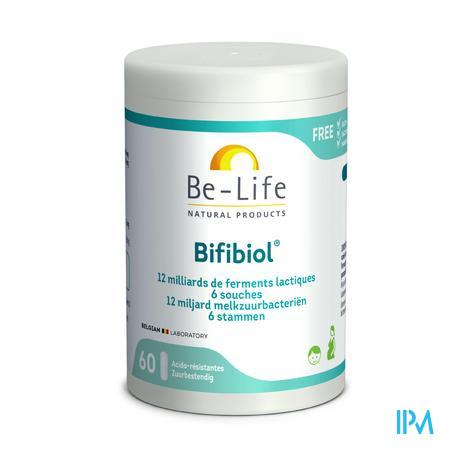 FREE
Be-Life
NATURAL PRODUCTS
Bifibiol®
12 milliards de ferments lactiques
6 souches
12 miljard melkzuurbacteriën
6 stammen
BELGIAN LABORATORY
60 Acido-résistantes
Zuurbestendig
IPM